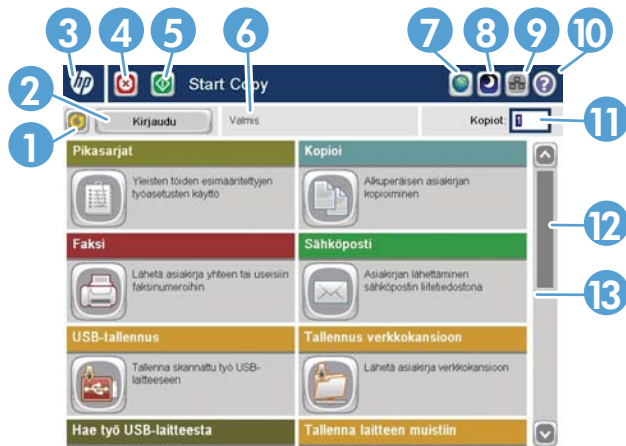 3 4 5 6 7 8 9 10
hp Start Copy ?
2 Kirjaudu Valmis Kopiot: 1 11
1
Pikasarjat
Yleisten töiden esimääritettyjen
työasetusten käyttö
Kopioi
Alkuperäisen asiakirjan
kopioiminen
12
Faksi
Lähetä asiakirja yhteen tai useisiin
faksinumeroihin
Sähköposti
Asiakirjan lähettäminen
sähköpostin liitetiedostona
13
USB-tallennus
Tallenna skannattu työ USB-
laitteeseen
Tallennus verkkokansioon
Lähetä asiakirja verkkokansioon
Hae työ USB-laitteesta
Tallenna laitteen muistiin